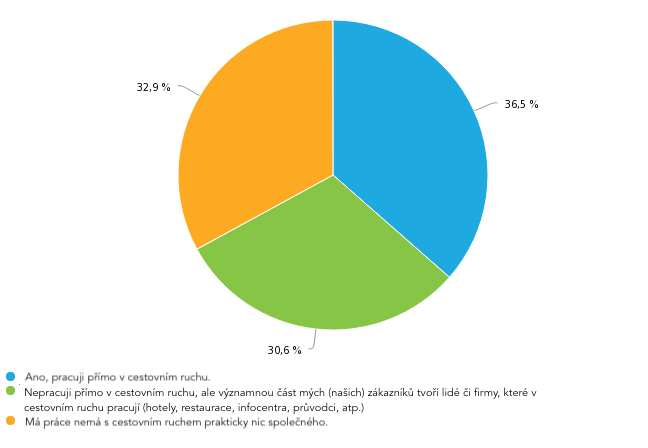 32,9 %
36,5 %
30,6 %
Ano, pracuji přímo v cestovním ruchu.
Nepracuji přímo v cestovním ruchu, ale významnou část mých (našich) zákazníků tvoří lidé či firmy, které v
cestovním ruchu pracují (hotely, restaurace, infocentra, průvodci, atp.)
Má práce nemá s cestovním ruchem prakticky nic společného.